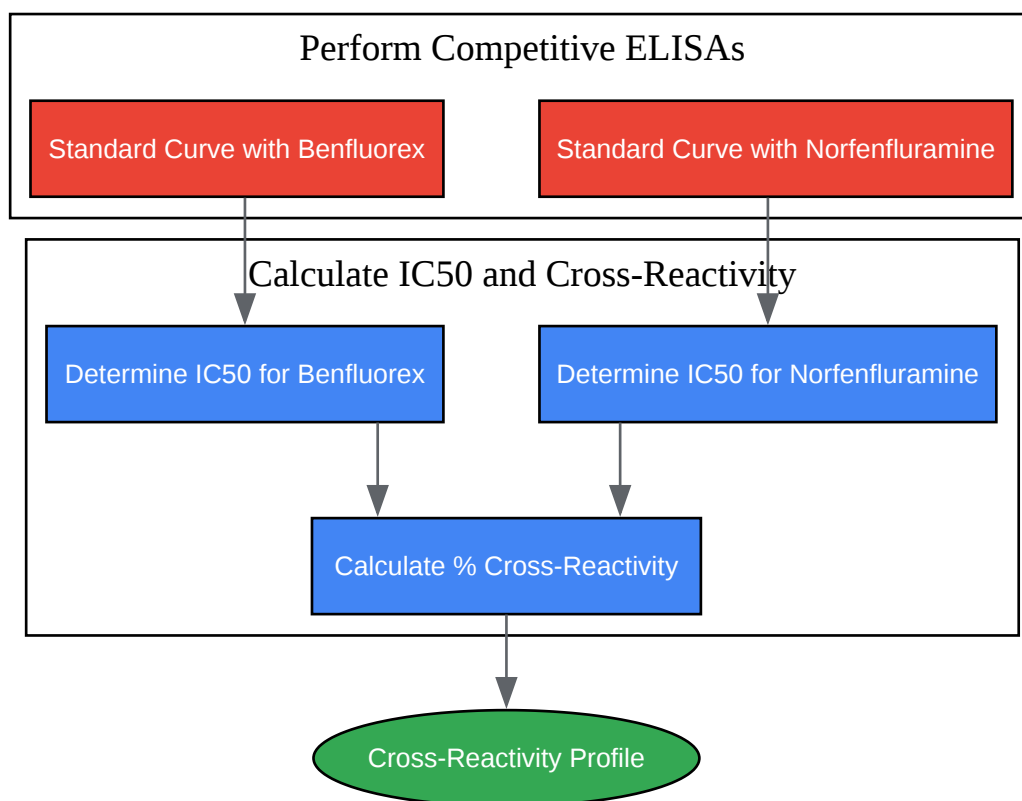 Perform Competitive ELISAs
Standard Curve with Benfluorex
Standard Curve with Norfenfluramine
Calculate IC50 and Cross-Reactivity
Determine IC50 for Benfluorex
Determine IC50 for Norfenfluramine
Calculate % Cross-Reactivity
Cross-Reactivity Profile